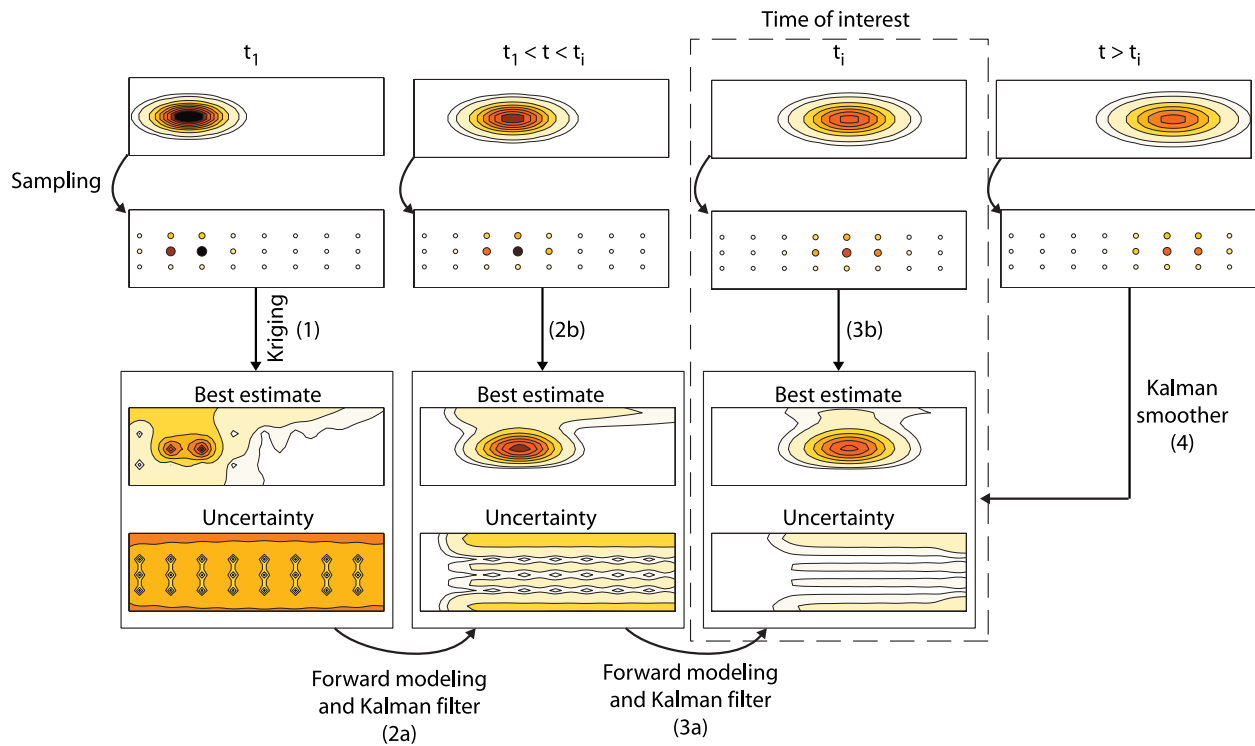 Time of interest
t1
t1 < t < ti
ti
t > ti
Sampling
Kriging
(1)
(2b)
(3b)
Best estimate
Best estimate
Best estimate
Kalman
smoother
(4)
Uncertainty
Uncertainty
Uncertainty
Forward modeling
and Kalman filter
(2a)
Forward modeling
and Kalman filter
(3a)